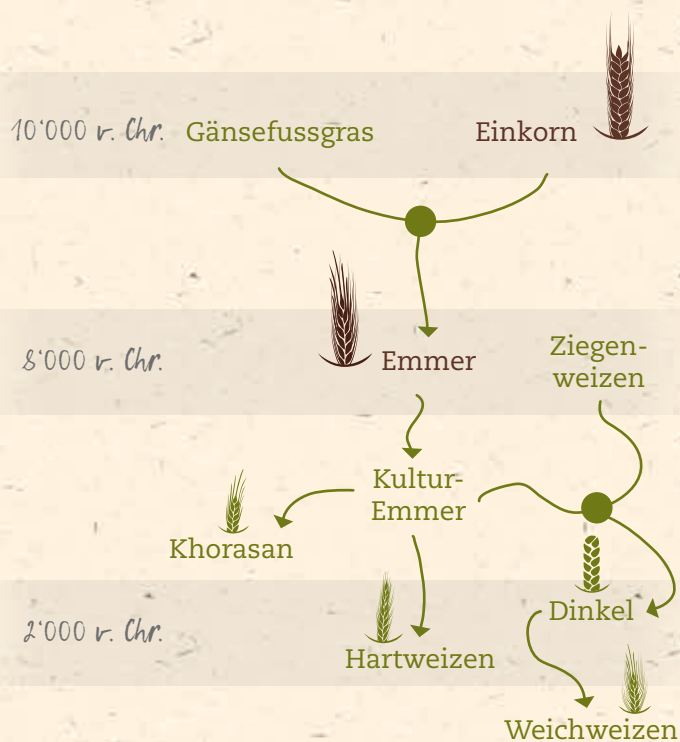 10'000 v. Chr. Gänsefussgras Einkorn
8'000 v. Chr. Emmer Ziegen-
weizen
Kultur-
Emmer
Khorasan
2'000 v. Chr. Dinkel
Hartweizen
Weichweizen